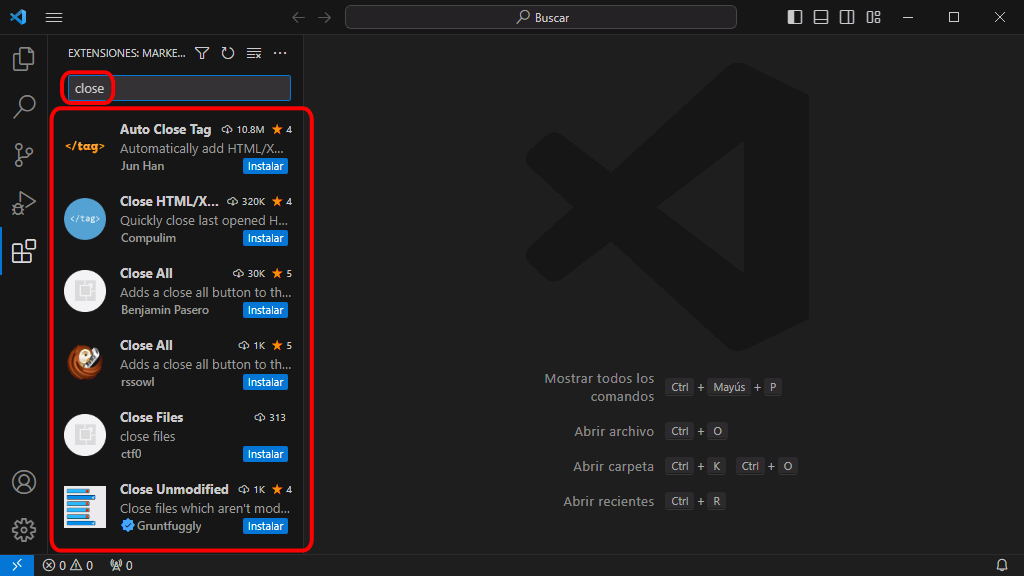 Buscar
EXTENSIONES: MARKE...
close
</tag>
Auto Close Tag 10.8M 4
Automatically add HTML/X...
Jun Han Instalar
</tag>
Close HTML/X... 320K 4
Quickly close last opened H...
Compulim Instalar
Close All 30K 5
Adds a close all button to th...
Benjamin Pasero Instalar
Close All 1K 5
Adds a close all button to th...
rssowl Instalar
Close Files 313
close files
ctf0 Instalar
Close Unmodified 1K 4
Close files which aren't mod...
Gruntfuggly Instalar
Mostrar todos los
comandos Ctrl + Mayús + P
Abrir archivo Ctrl + O
Abrir carpeta Ctrl + K Ctrl + O
Abrir recientes Ctrl + R
0 0 0